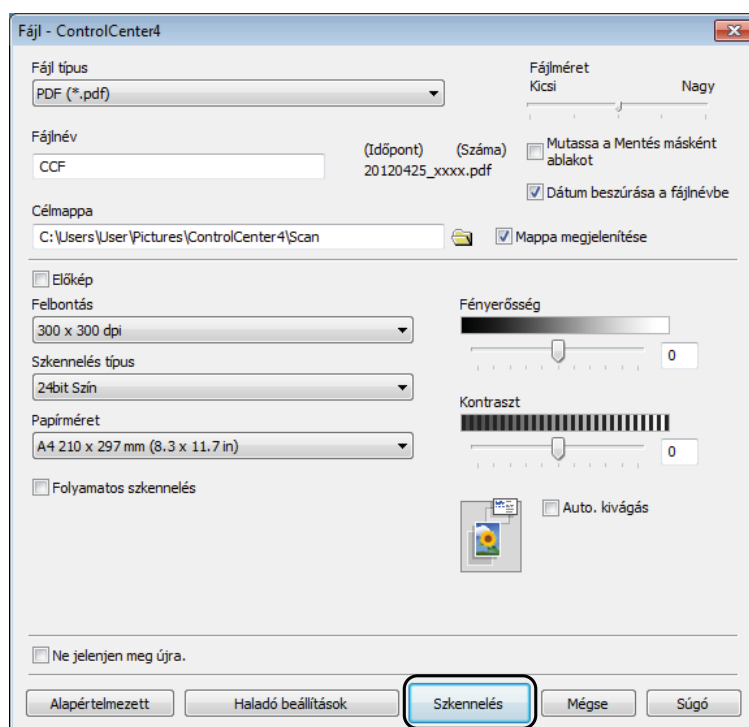 Fájl - ControlCenter4
Fájl típus
PDF (*.pdf)
Fájlméret
Kicsi Nagy
Fájlnév
CCF
(Időpont) (Száma)
20120425_xxxx.pdf
Mutassa a Mentés másként
ablakot
Dátum beszúrása a fájlnévbe
Célmappa
C:\Users\User\Pictures\ControlCenter4\Scan
Mappa megjelenítése
Előkép
Felbontás
300 x 300 dpi
Szkennelés típus
24bit Szín
Papírméret
A4 210 x 297 mm (8.3 x 11.7 in)
Folyamatos szkennelés
Fényerősség
0
Kontraszt
0
Auto. kivágás
Ne jelenjen meg újra.
Alapértelmezett Haladó beállítások Szkennelés Mégse Súgó